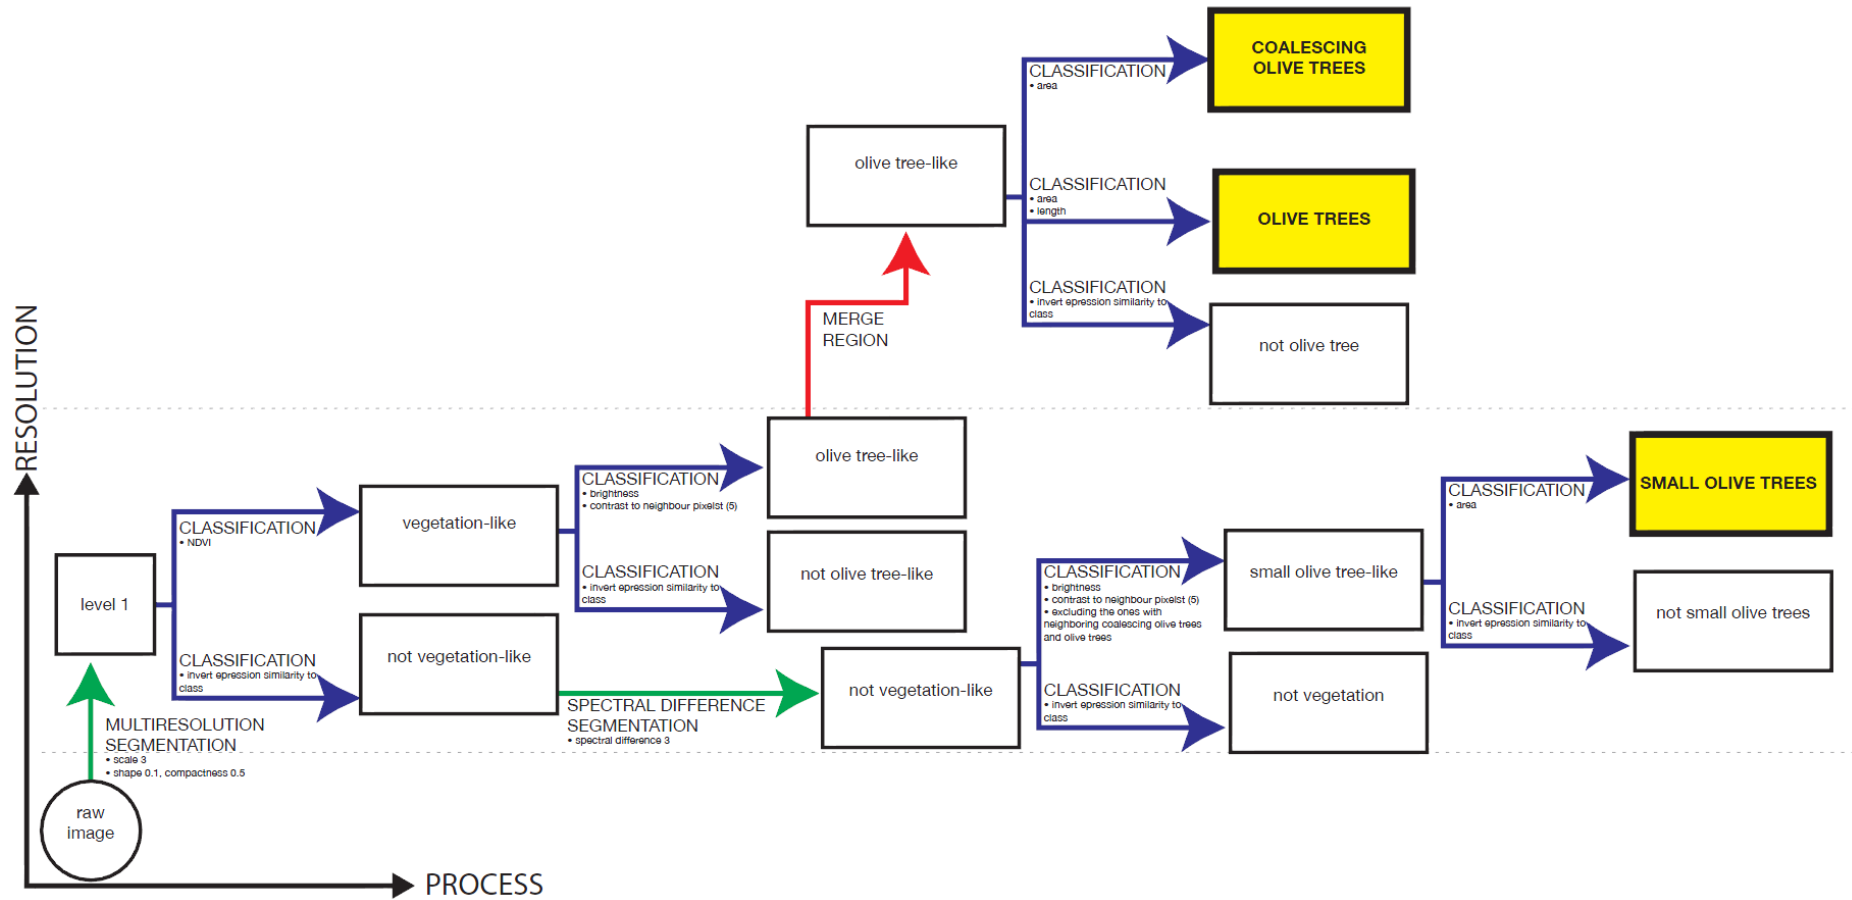 COALESCING
OLIVE TREES
CLASSIFICATION
• area
olive tree-like
CLASSIFICATION
• area
• length
OLIVE TREES
CLASSIFICATION
• invert epression similarity to
class
not olive tree
MERGE
REGION
RESOLUTION
olive tree-like
CLASSIFICATION
• brightness
• contrast to neighbour pixelst (5)
vegetation-like
CLASSIFICATION
• NDVI
CLASSIFICATION
• invert epression similarity to
class
not olive tree-like
level 1
CLASSIFICATION
• invert epression similarity to
class
not vegetation-like
SPECTRAL DIFFERENCE
SEGMENTATION
• spectral difference 3
not vegetation-like
CLASSIFICATION
• brightness
• contrast to neighbour pixelst (5)
• excluding the ones with
neighboring coalescing olive trees
and olive trees
small olive tree-like
CLASSIFICATION
• area
SMALL OLIVE TREES
CLASSIFICATION
• invert epression similarity to
class
not small olive trees
CLASSIFICATION
• invert epression similarity to
class
not vegetation
MULTIRESOLUTION
SEGMENTATION
• scale 3
• shape 0.1, compactness 0.5
raw
image
PROCESS